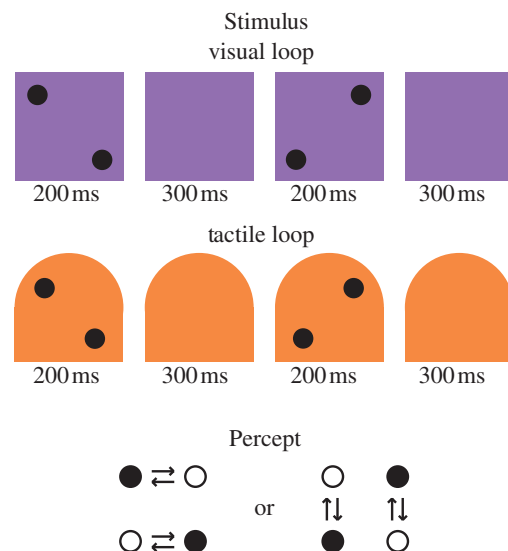 Stimulus
visual loop
200 ms 300 ms 200 ms 300 ms
tactile loop
200 ms 300 ms 200 ms 300 ms
Percept
or